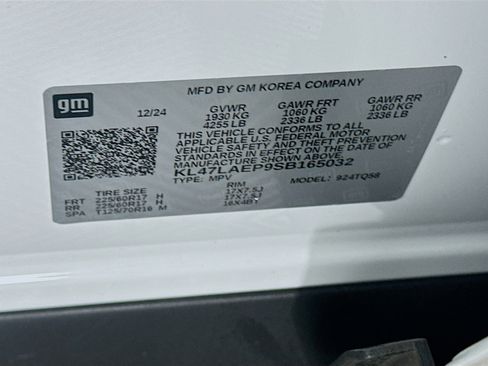 gm
MFD BY GM KOREA COMPANY
12/24 GVWR GAWR FRT GAWR RR
1930 KG 1060 KG 1060 KG
4255 LB 2336 LB 2336 LB
THIS VEHICLE CONFORMS TO ALL
APPLICABLE U.S. FEDERAL MOTOR
VEHICLE SAFETY AND THEFT PREVENTION
STANDARDS IN EFFECT ON THE DATE OF
MANUFACTURE SHOWN ABOVE.
KL47LAEP9SB165032
TYPE: MPV MODEL: 924TQ58
TIRE SIZE RIM
FRT 225/60R17 H 17X7.5J
RR 225/60R17 H 17X7.5J
SPA T125/70R16 M 16X4BT